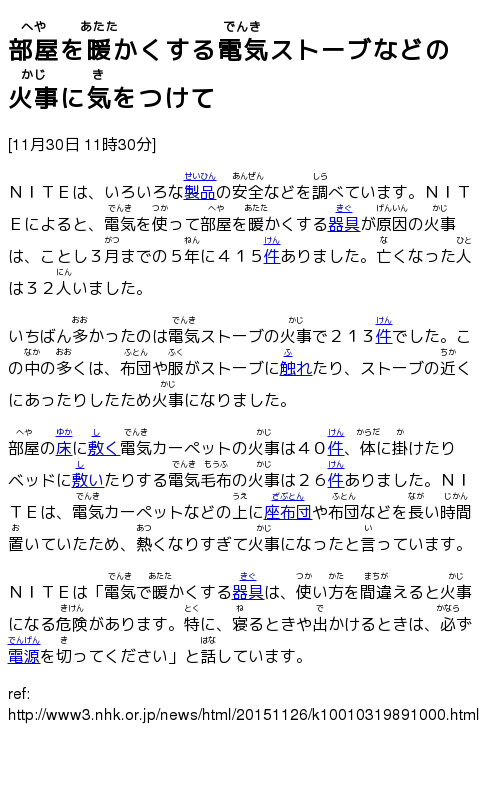 部屋を暖かくする電気ストーブなどの
火事に気をつけて
[11月30日 11時30分]
ＮＩＴＥは、いろいろな製品の安全などを調べています。ＮＩＴ
Ｅによると、電気を使って部屋を暖かくする器具が原因の火事
は、ことし３月までの５年に４１５件ありました。亡くなった人
は３２人いました。
いちばん多かったのは電気ストーブの火事で２１３件でした。こ
の中の多くは、布団や服がストーブに触れたり、ストーブの近く
にあったりしたため火事になりました。
部屋の床に敷く電気カーペットの火事は４０件、体に掛けたり
ベッドに敷いたりする電気毛布の火事は２６件ありました。ＮＩ
ＴＥは、電気カーペットなどの上に座布団や布団などを長い時間
置いていたため、熱くなりすぎて火事になったと言っています。
ＮＩＴＥは「電気で暖かくする器具は、使い方を間違えると火事
になる危険があります。特に、寝るときや出かけるときは、必ず
電源を切ってください」と話しています。
ref:
http://www3.nhk.or.jp/news/html/20151126/k10010319891000.html